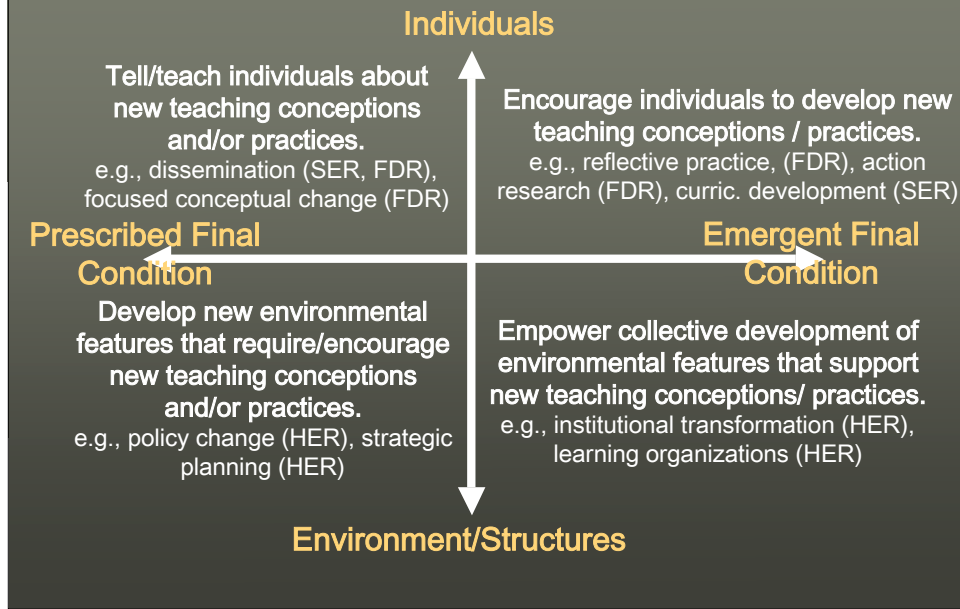 Individuals
Tell/teach individuals about
new teaching conceptions
and/or practices.
e.g., dissemination (SER, FDR),
focused conceptual change (FDR)
Encourage individuals to develop new
teaching conceptions / practices.
e.g., reflective practice, (FDR), action
research (FDR), curric. development (SER)
Prescribed Final
Condition
Emergent Final
Condition
Develop new environmental
features that require/encourage
new teaching conceptions
and/or practices.
e.g., policy change (HER), strategic
planning (HER)
Empower collective development of
environmental features that support
new teaching conceptions/ practices.
e.g., institutional transformation (HER),
learning organizations (HER)
Environment/Structures